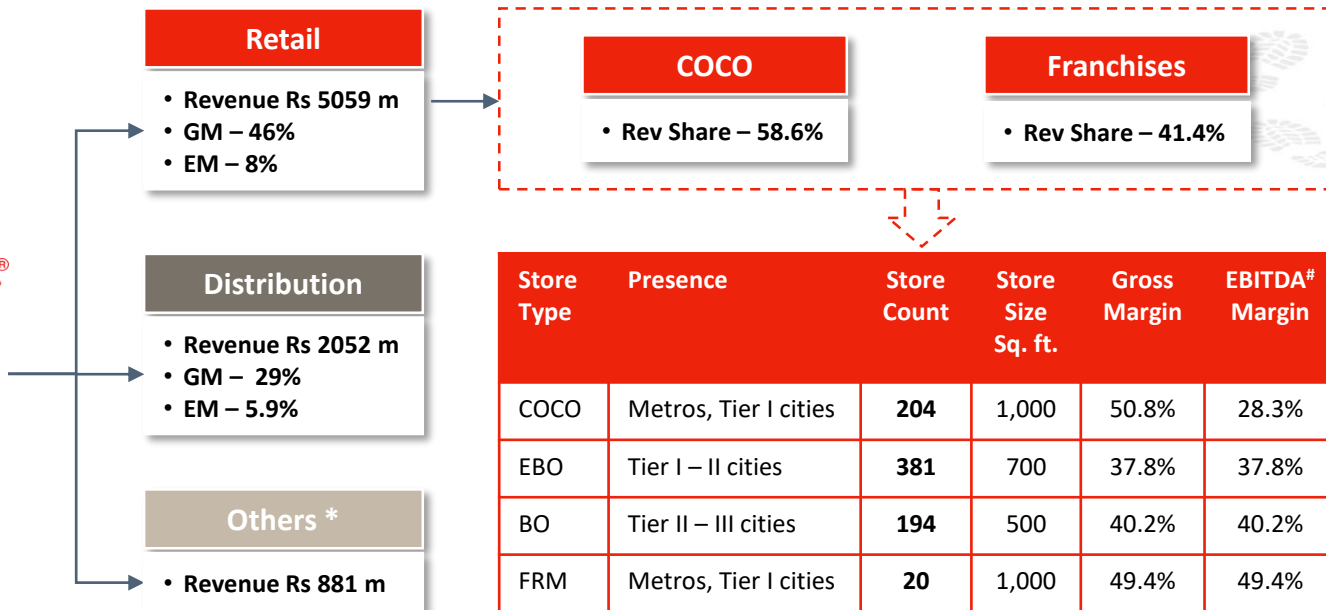 Retail
• Revenue Rs 5059 m
• GM – 46%
• EM – 8%
COCO
• Rev Share – 58.6%
Franchises
• Rev Share – 41.4%
®
Distribution
• Revenue Rs 2052 m
• GM – 29%
• EM – 5.9%
Others *
• Revenue Rs 881 m
Store Type Presence Store Count Store Size Sq. ft. Gross Margin EBITDA# Margin
COCO Metros, Tier I cities 204 1,000 50.8% 28.3%
EBO Tier I – II cities 381 700 37.8% 37.8%
BO Tier II – III cities 194 500 40.2% 40.2%
FRM Metros, Tier I cities 20 1,000 49.4% 49.4%